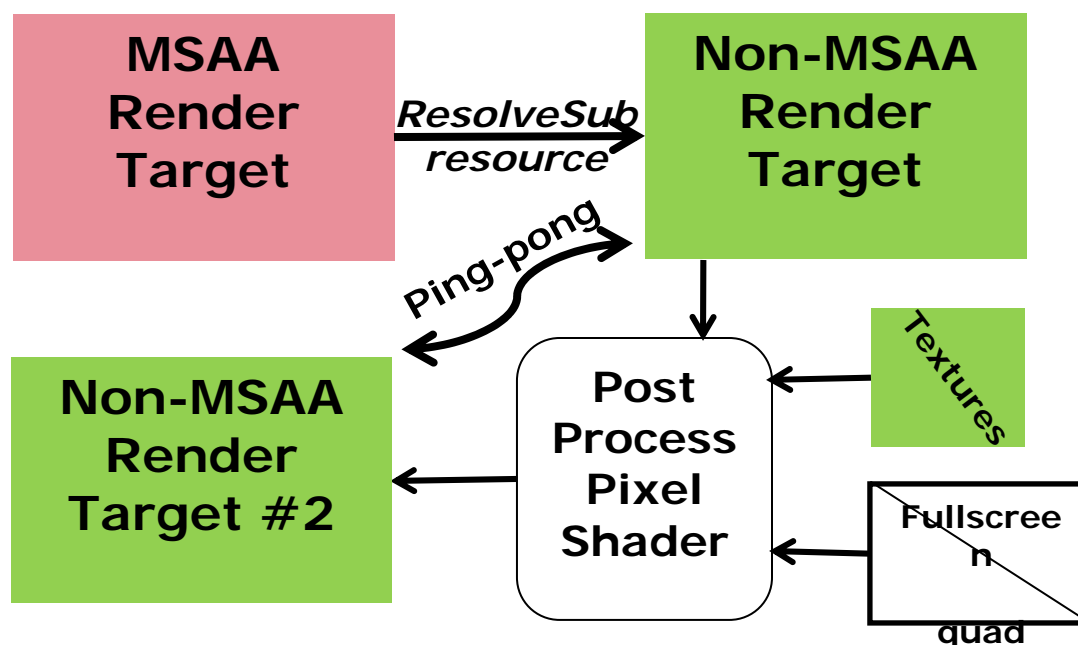 MSAA
Render
Target
ResolveSub
resource
Non-MSAA
Render
Target
Ping-pong
Non-MSAA
Render
Target #2
Post
Process
Pixel
Shader
Textures
Fullscree
n
quad